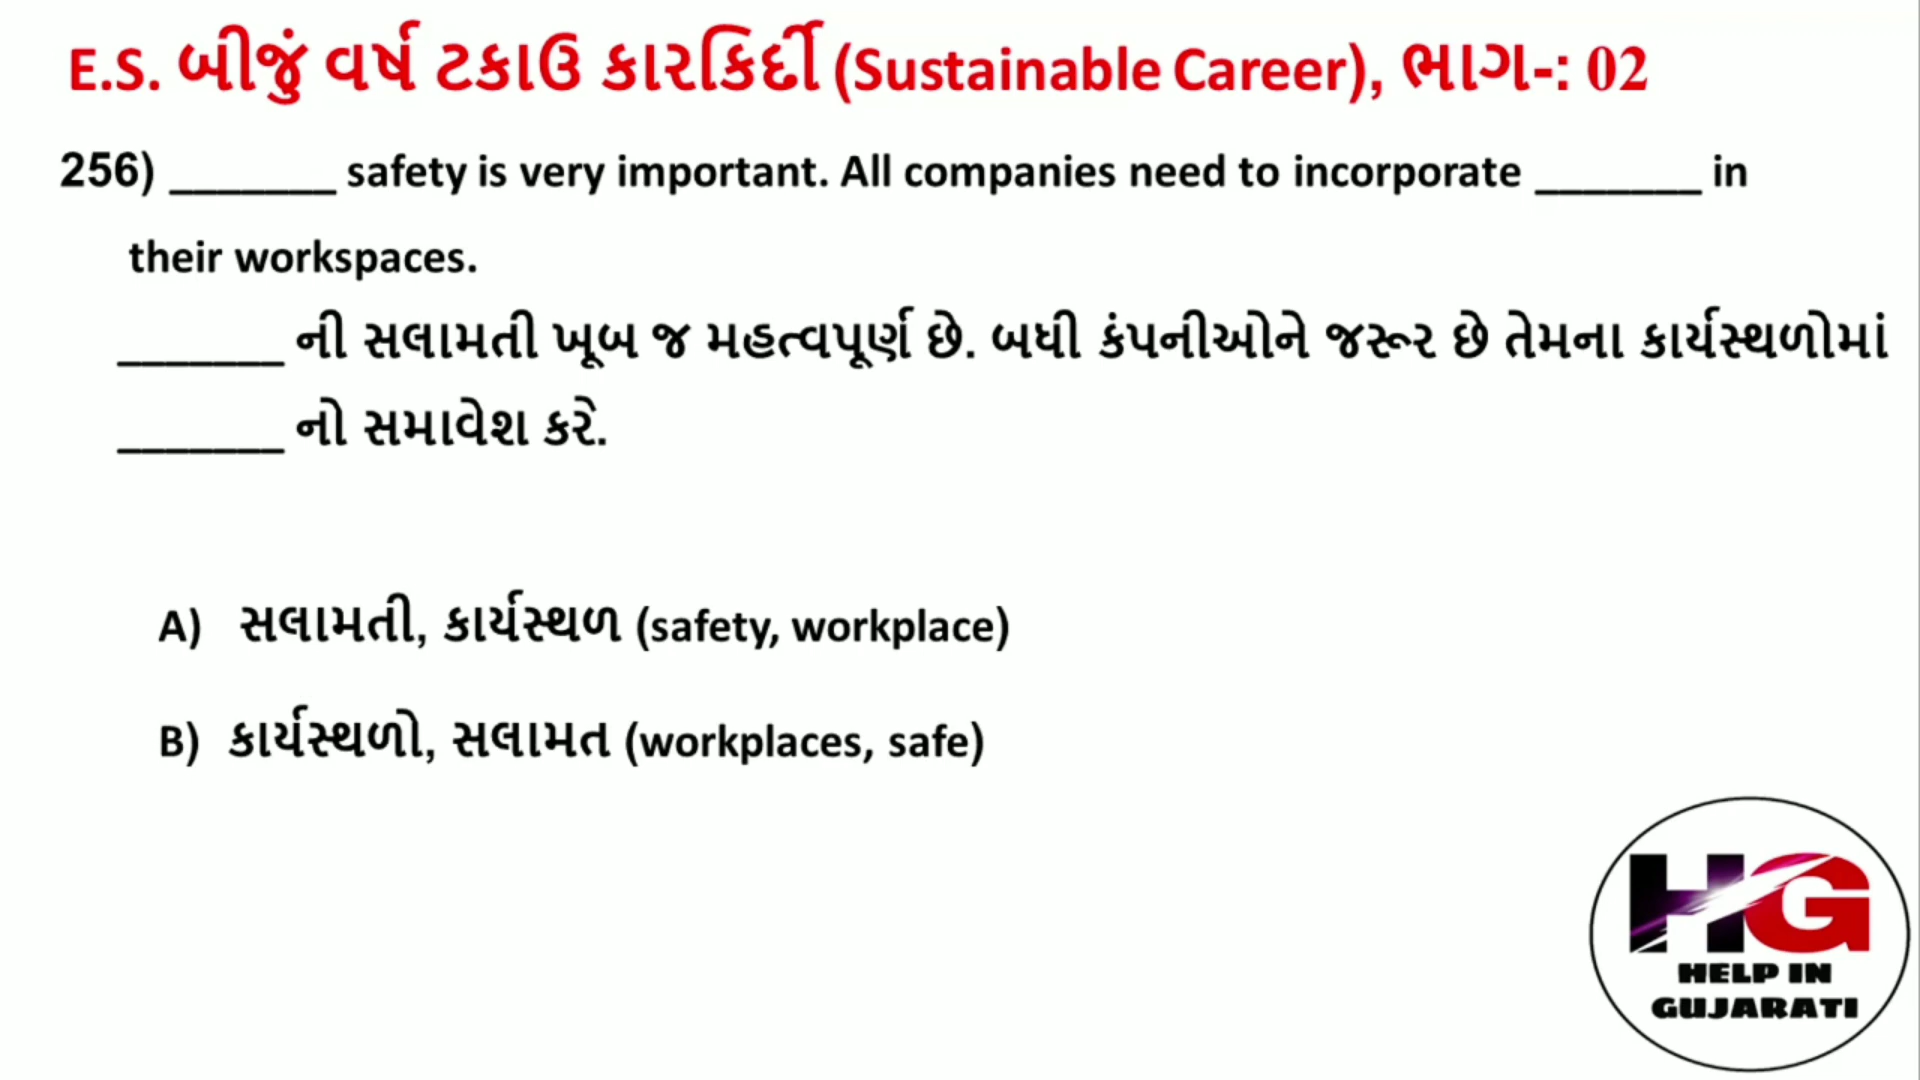 E.S. બીજું વર્ષ ટકાઉ કારકિર્દી (Sustainable Career), ભાગ-: 02
256) _______ safety is very important. All companies need to incorporate _______ in
their workspaces.
_______ ની સલામતી ખૂબ જ મહત્વપૂર્ણ છે. બધી કંપનીઓને જરૂર છે તેમના કાર્યસ્થળોમાં
_______ નો સમાવેશ કરે.
A) સલામતી, કાર્યસ્થળ (safety, workplace)
B) કાર્યસ્થળો, સલામત (workplaces, safe)
HG
HELP IN
GUJARATI